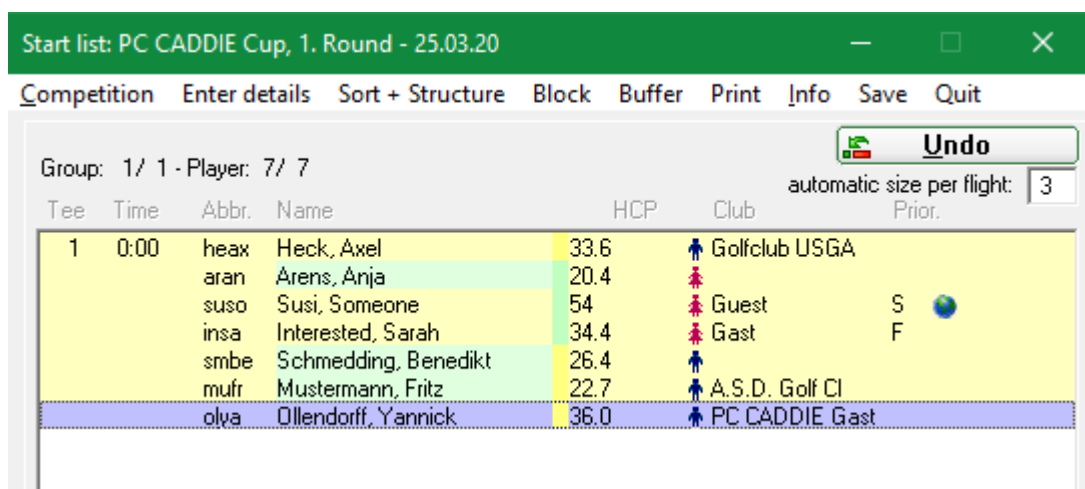 Start list: PC CADDIE Cup, 1. Round - 25.03.20
Competition Enter details Sort + Structure Block Buffer Print Info Save Quit
Undo
Group: 1/ 1 - Player: 7/ 7
automatic size per flight: 3
Tee Time Abbr. Name HCP Club Prior.
1 0:00 heax Heck, Axel 33.6 Golfclub USGA
aran Arens, Anja 20.4
suso Susi, Someone 54 Guest S
insa Interested, Sarah 34.4 Gast F
smbe Schmedding, Benedikt 26.4
mufr Mustermann, Fritz 22.7 A.S.D. Golf Cl
olya Ollendorff, Yannick 36.0 PC CADDIE Gast